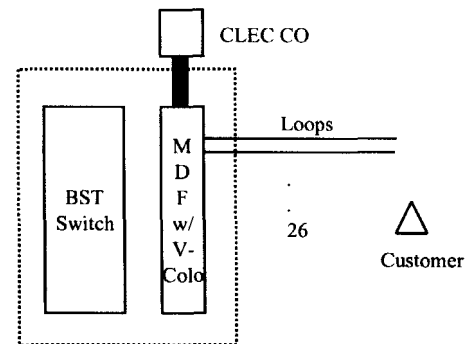 CLEC CO
Loops
M
D
F
w/
V-
Colo
BST
Switch
.
.
26
Customer